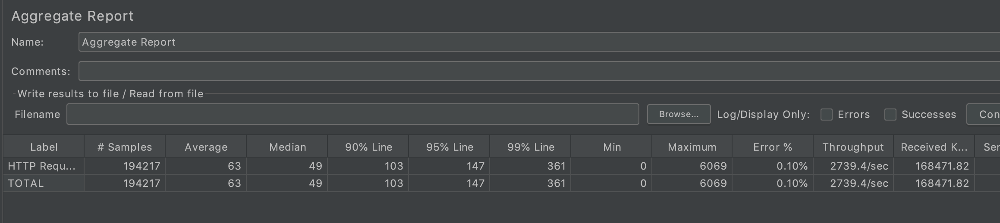 Aggregate Report
Name: Aggregate Report
Comments:
Write results to file / Read from file
Filename Browse... Log/Display Only: Errors Successes Con
Label # Samples Average Median 90% Line 95% Line 99% Line Min Maximum Error % Throughput Received K... Ser
HTTP Requ... 194217 63 49 103 147 361 0 6069 0.10% 2739.4/sec 168471.82
TOTAL 194217 63 49 103 147 361 0 6069 0.10% 2739.4/sec 168471.82